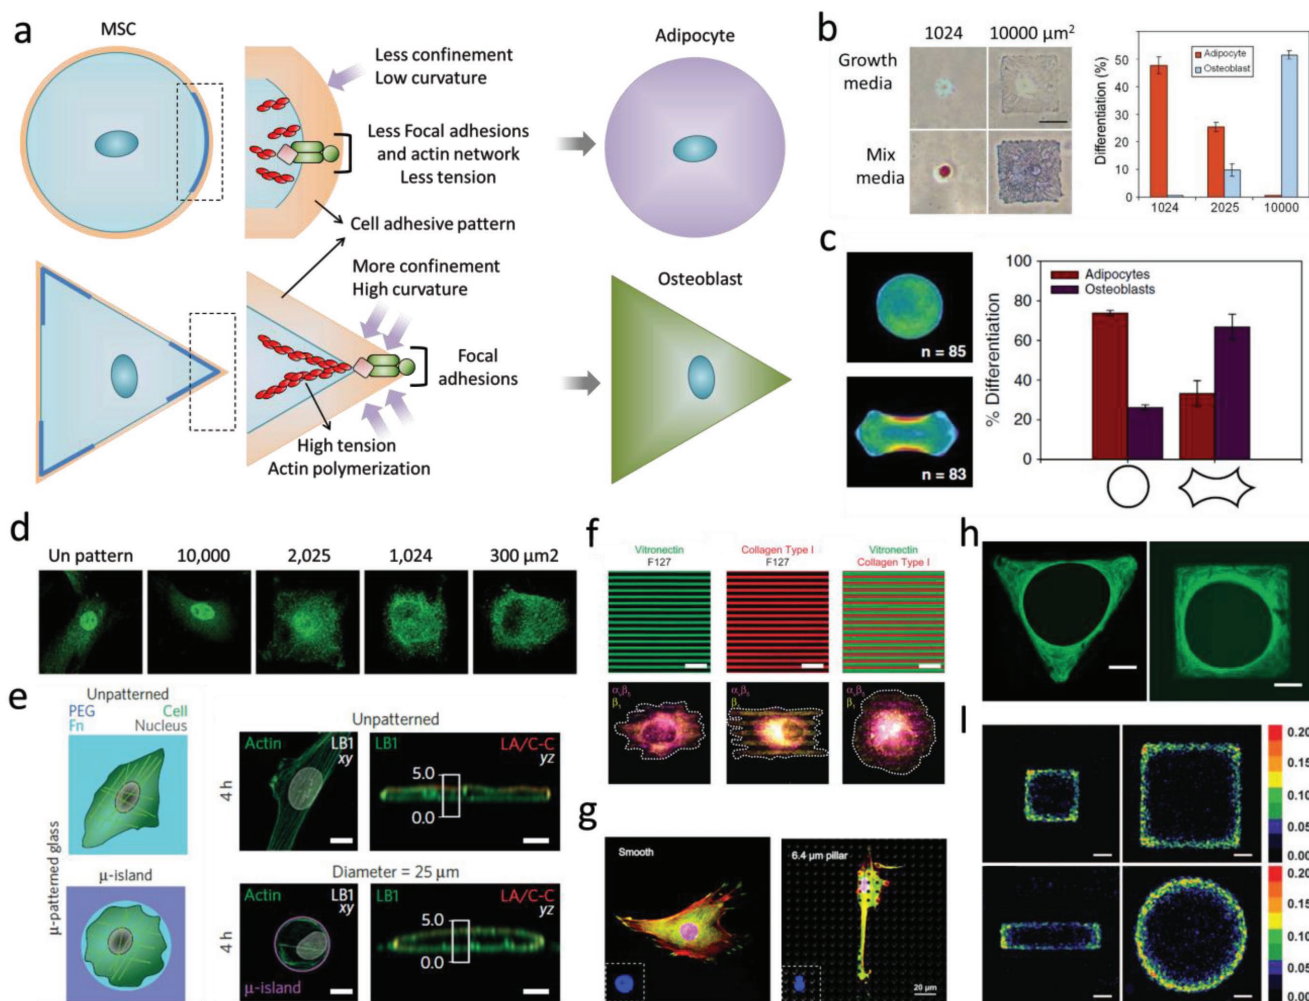 a
MSC
Less confinement
Low curvature
Less Focal adhesions
and actin network
Less tension
Cell adhesive pattern
More confinement
High curvature
Focal
adhesions
High tension
Actin polymerization
Adipocyte
Osteoblast
b
1024
10000 µm²
Growth
media
Mix
media
Differentiation (%)
50
40
30
20
10
0
Adipocyte
Osteoblast
1024
2025
10000
c
n = 85
n = 83
% Differentiation
100
80
60
40
20
0
Adipocytes
Osteoblasts
d
Un pattern
10,000
2,025
1,024
300 µm2
e
Unpatterned
PEG
Cell
Fn
Nucleus
µ-patterned glass
µ-island
Unpatterned
4 h
Actin
LB1
xy
LB1
LA/C-C
yz
5.0
0.0
Diameter = 25 µm
4 h
Actin
LB1
xy
µ-island
LB1
LA/C-C
yz
5.0
0.0
f
Vitronectin
F127
Collagen Type I
F127
Vitronectin
Collagen Type I
g
Smooth
6.4 µm pillar
20 µm
h
I
0.20
0.15
0.10
0.05
0.00
0.20
0.15
0.10
0.05
0.00